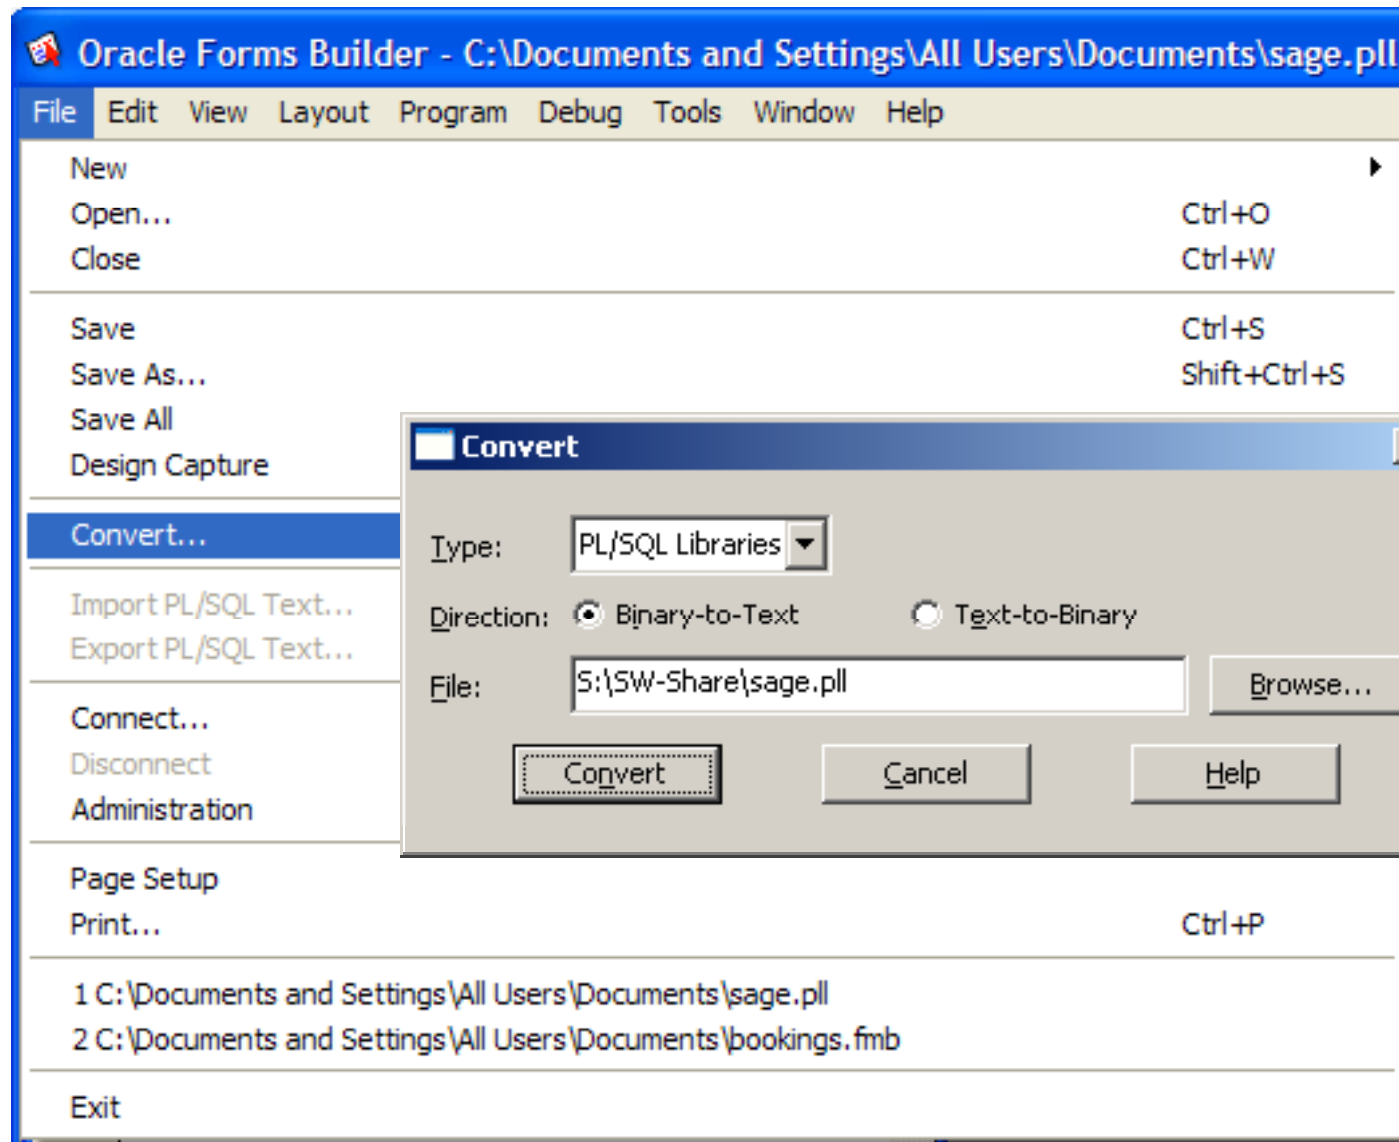 Oracle Forms Builder - C:\Documents and Settings\All Users\Documents\sage.pll
File Edit View Layout Program Debug Tools Window Help
New
Open... Ctrl+O
Close Ctrl+W
Save Ctrl+S
Save As... Shift+Ctrl+S
Save All
Design Capture
Convert...
Import PL/SQL Text...
Export PL/SQL Text...
Connect...
Disconnect
Administration
Page Setup
Print... Ctrl+P
1 C:\Documents and Settings\All Users\Documents\sage.pll
2 C:\Documents and Settings\All Users\Documents\bookings.fmb
Exit
Convert
Type: PL/SQL Libraries
Direction: Binary-to-Text Text-to-Binary
File: S:\SW-Share\sage.pll Browse...
Convert Cancel Help